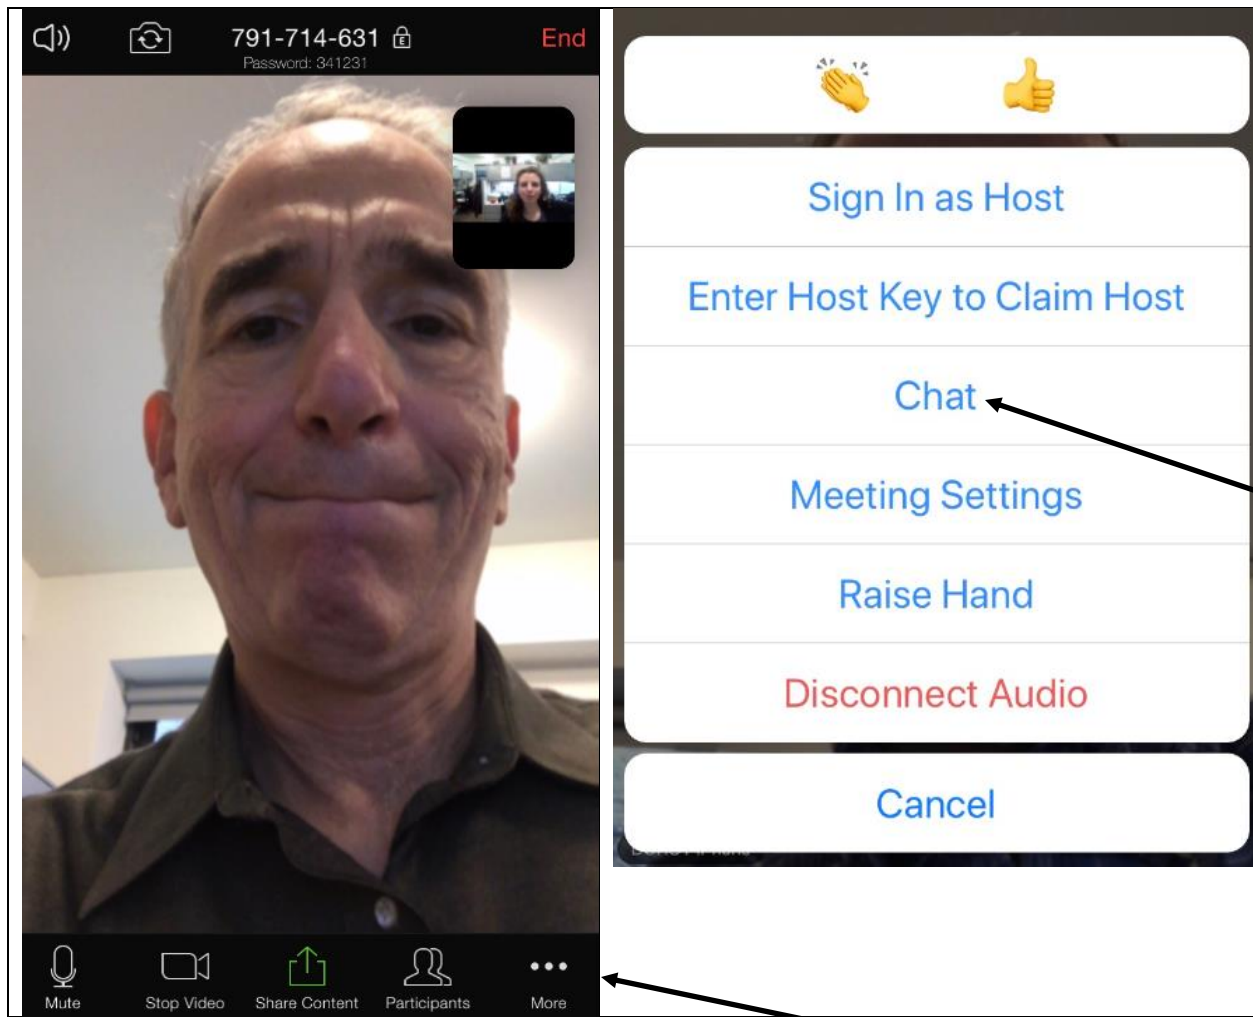 791-714-631
End
Password: 341231
Mute
Stop Video
Share Content
Participants
More
Sign In as Host
Enter Host Key to Claim Host
Chat
Meeting Settings
Raise Hand
Disconnect Audio
Cancel